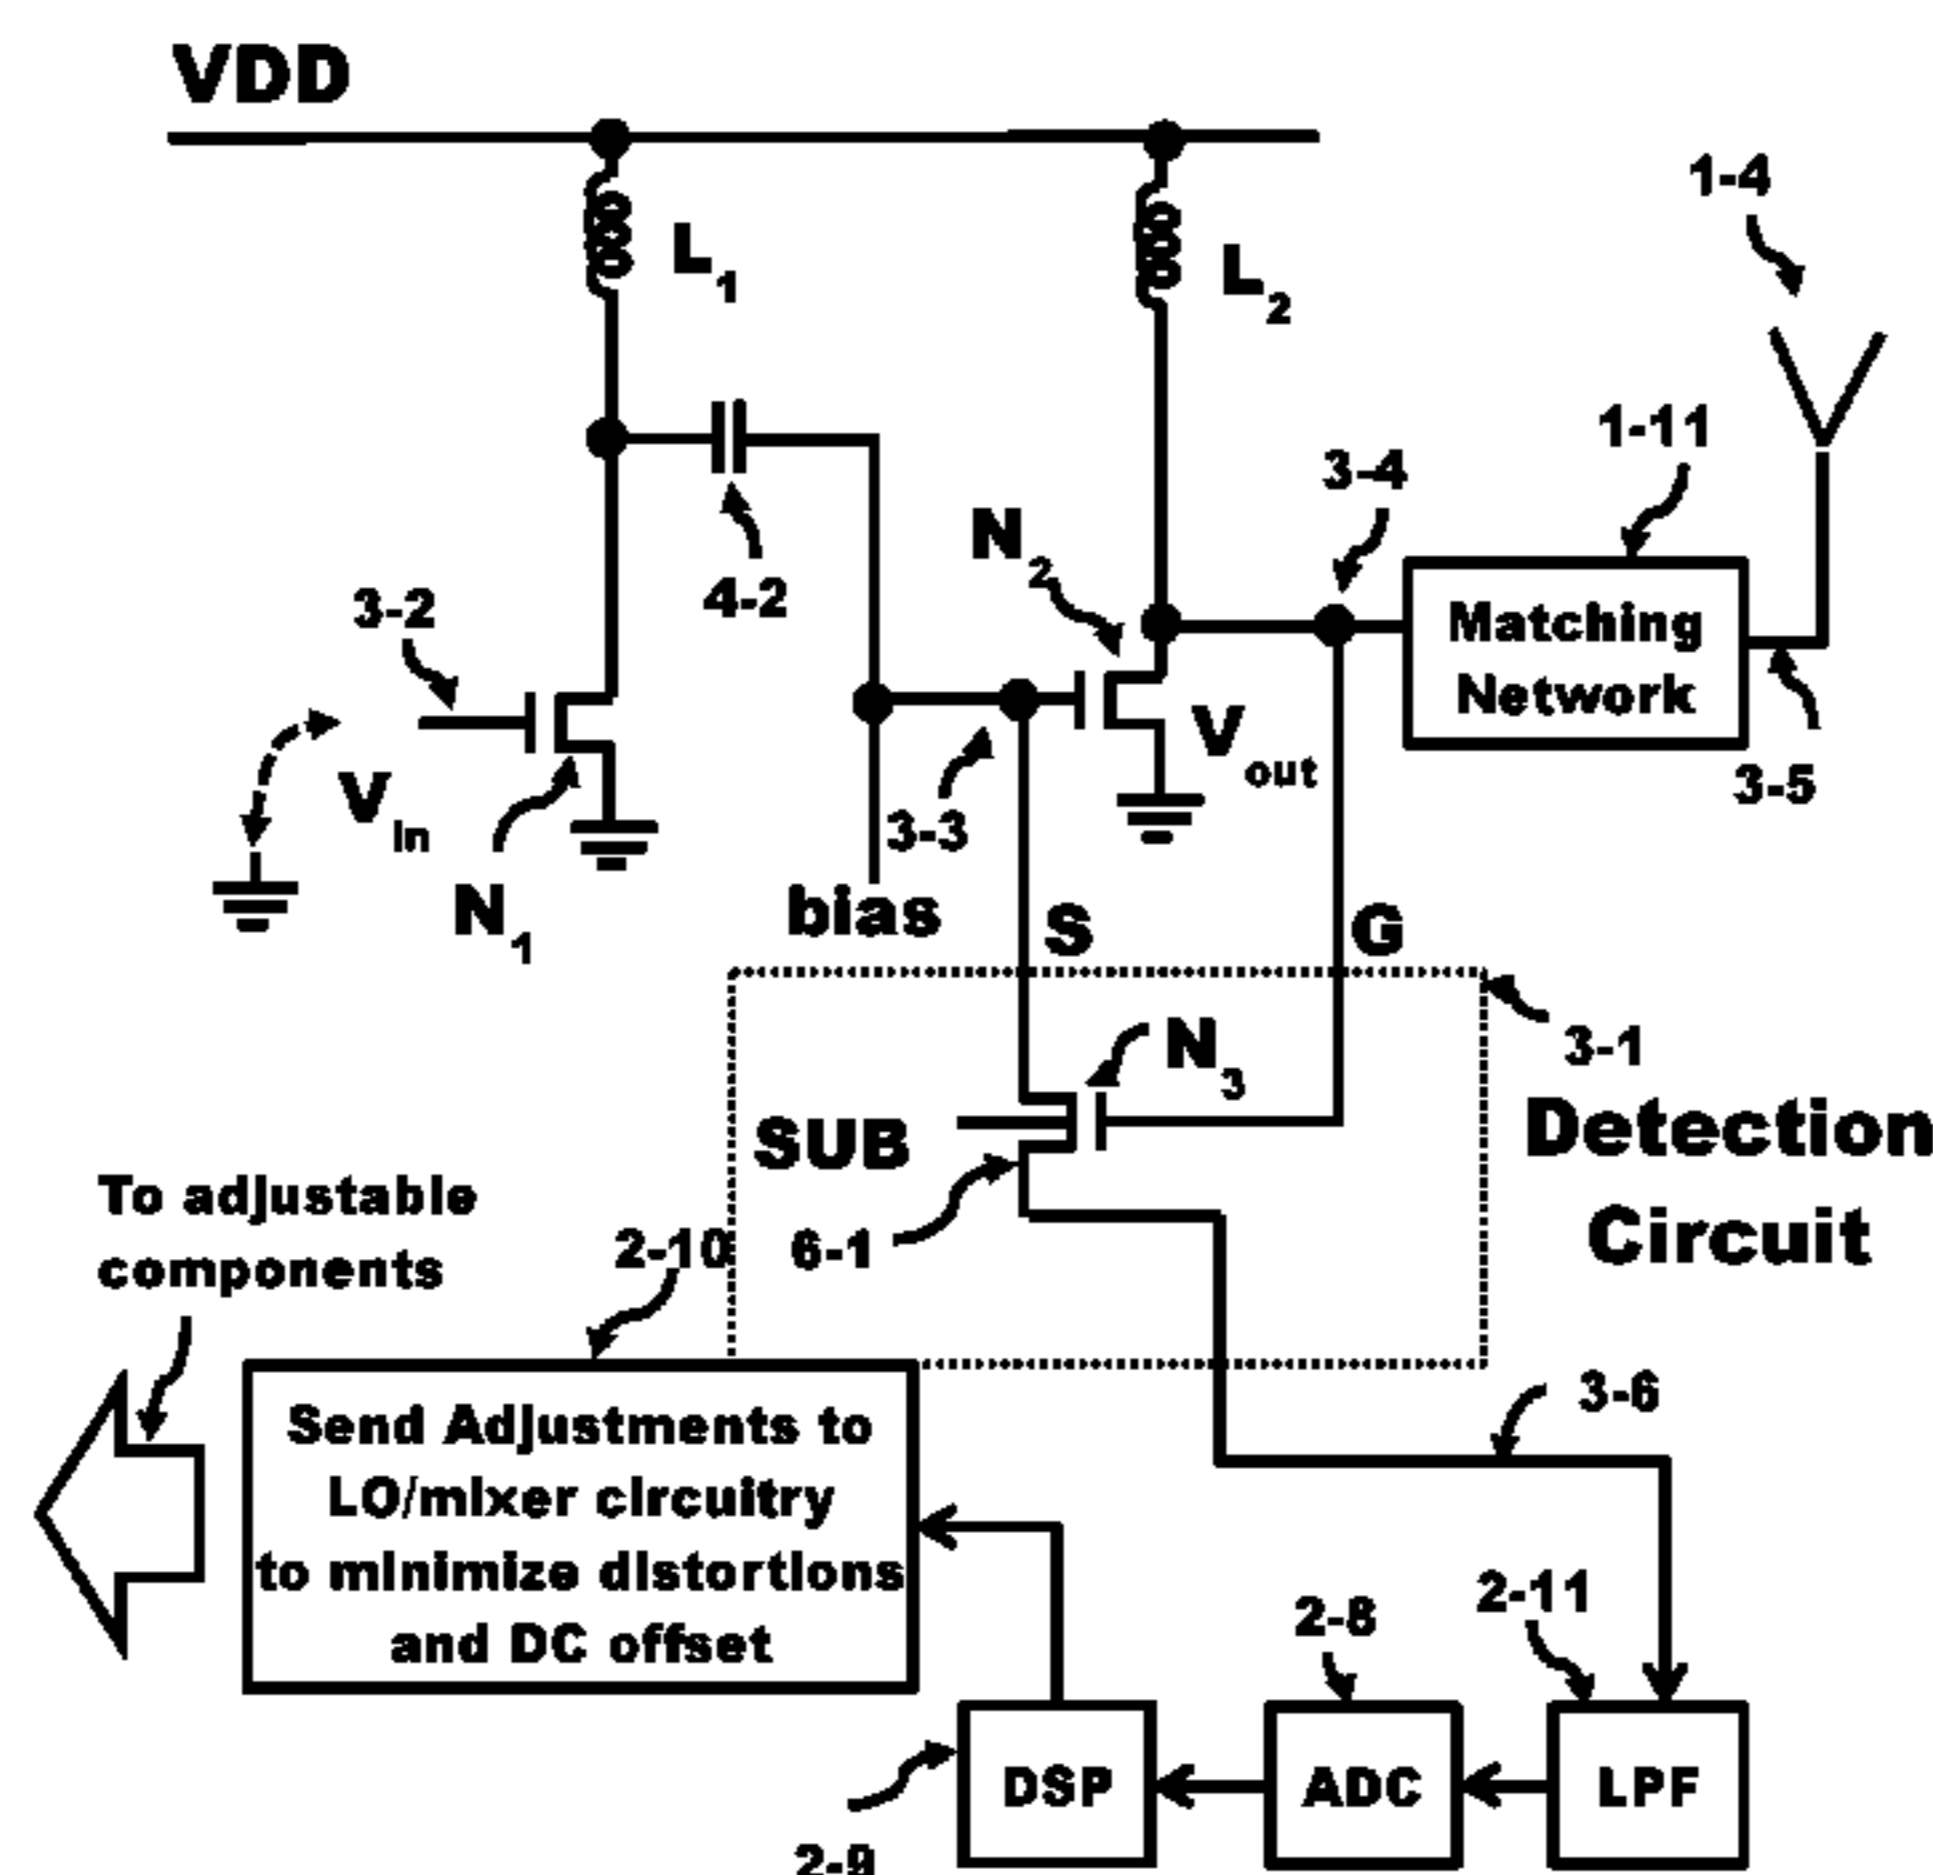 VDD
L1
L2
1-4
1-11
3-4
N2
4-2
3-2
Matching
Network
Vin
Vout
3-5
3-3
N1
bias
S
G
3-1
N3
Detection
Circuit
SUB
6-1
To adjustable
components
2-10
3-6
Send Adjustments to
LO/mixer circuitry
to minimize distortions
and DC offset
2-11
2-8
DSP
ADC
LPF
2-9